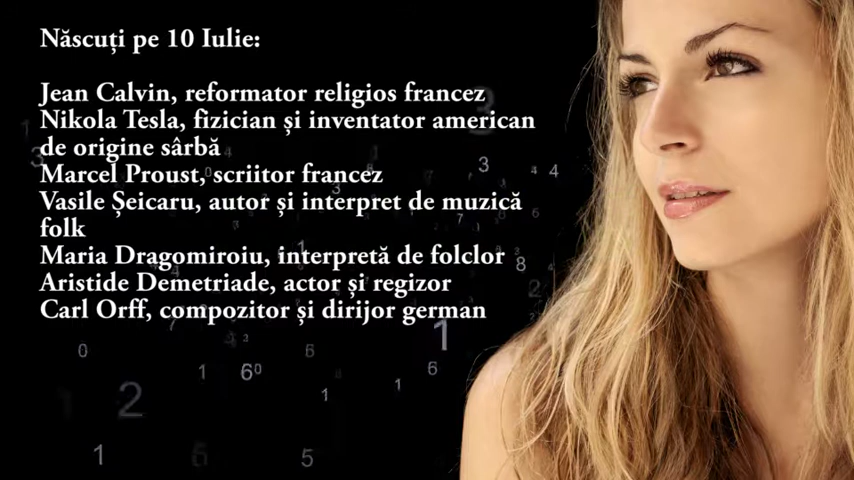 Născuți pe 10 Iulie:
Jean Calvin, reformator religios francez
Nikola Tesla, fizician și inventator american
de origine sârbă
Marcel Proust, scriitor francez
Vasile Șeicaru, autor și interpret de muzică
folk
Maria Dragomiroiu, interpretă de folclor
Aristide Demetriade, actor și regizor
Carl Orff, compozitor și dirijor german